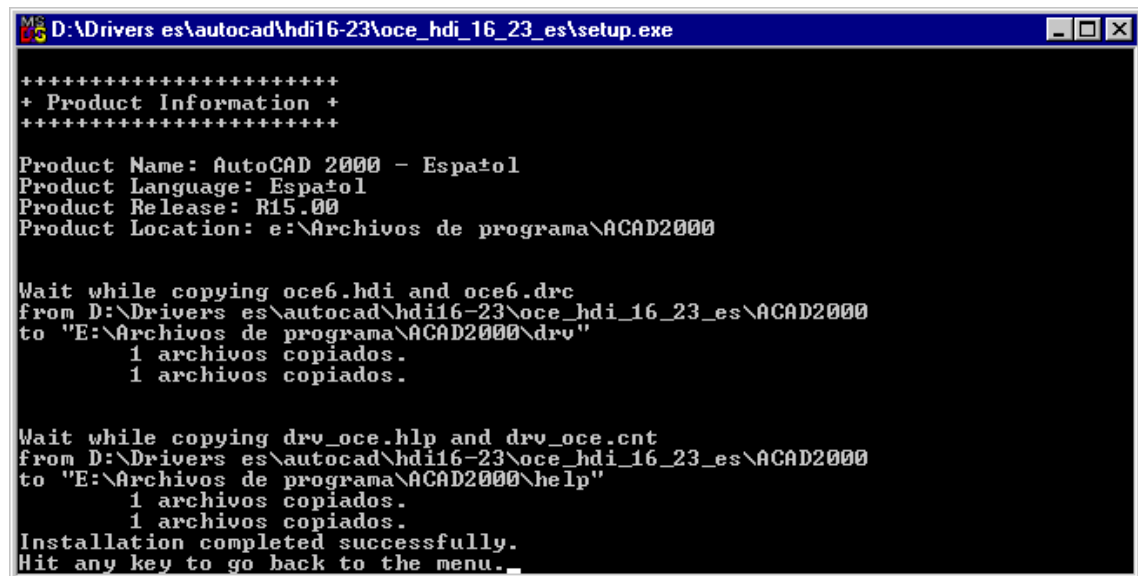 D:\Drivers es\autocad\hdi16-23\oce_hdi_16_23_es\setup.exe
+++++++++++++++++++++++
+ Product Information +
+++++++++++++++++++++++
Product Name: AutoCAD 2000 - Espa±ol
Product Language: Espa±ol
Product Release: R15.00
Product Location: e:\Archivos de programa\ACAD2000
Wait while copying oce6.hdi and oce6.drc
from D:\Drivers es\autocad\hdi16-23\oce_hdi_16_23_es\ACAD2000
to "E:\Archivos de programa\ACAD2000\drv"
1 archivos copiados.
1 archivos copiados.
Wait while copying drv_oce.hlp and drv_oce.cnt
from D:\Drivers es\autocad\hdi16-23\oce_hdi_16_23_es\ACAD2000
to "E:\Archivos de programa\ACAD2000\help"
1 archivos copiados.
1 archivos copiados.
Installation completed successfully.
Hit any key to go back to the menu._